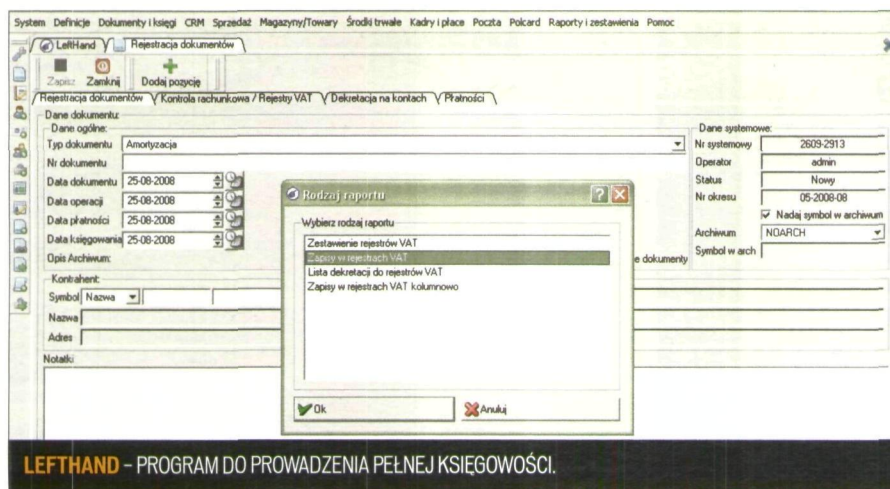 System Definicje Dokumenty i księgi CRM Sprzedaż Magazyny/Towary Środki trwałe Kadry i płace Poczta Polcard Raporty i zestawienia Pomoc
LeftHand Rejestracja dokumentów
Zapisz Zamknij Dodaj pozycję
Rejestracja dokumentów Kontrola rachunkowa / Rejestry VAT Dekretacja na kontach Płatności
Dane dokumentu:
Dane ogólne:
Typ dokumentu Amortyzacja
Nr dokumentu
Data dokumentu 25-08-2008
Data operacji 25-08-2008
Data płatności 25-08-2008
Data księgowania 25-08-2008
Opis Archiwum:
e dokumenty
Dane systemowe:
Nr systemowy 2609-2913
Operator admin
Status Nowy
Nr okresu 05-2008-08
Nadaj symbol w archiwum
Archiwum NOARCH
Symbol w arch
Kontrahent:
Symbol Nazwa
Nazwa
Adres
Notatki
Rodzaj raportu
Wybierz rodzaj raportu
Zestawienie rejestrów VAT
Zapisy w rejestrach VAT
Lista dekretacji do rejestrów VAT
Zapisy w rejestrach VAT kolumnowo
Ok Anuluj
LEFTHAND – PROGRAM DO PROWADZENIA PEŁNEJ KSIĘGOWOŚCI.